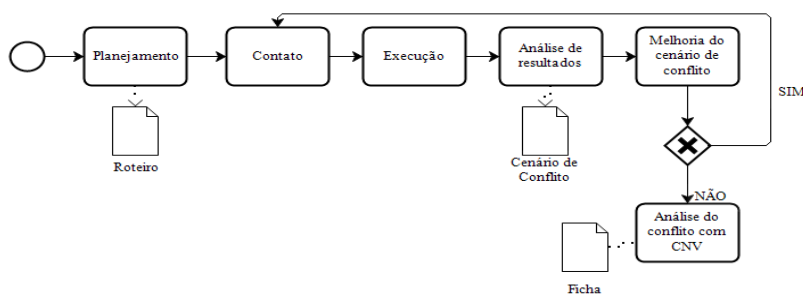 Planejamento
Contato
Execução
Análise de
resultados
Melhoria do
cenário de
conflito
SIM
Roteiro
Cenário de
Conflito
NÃO
Análise do
conflito com
CNV
Ficha